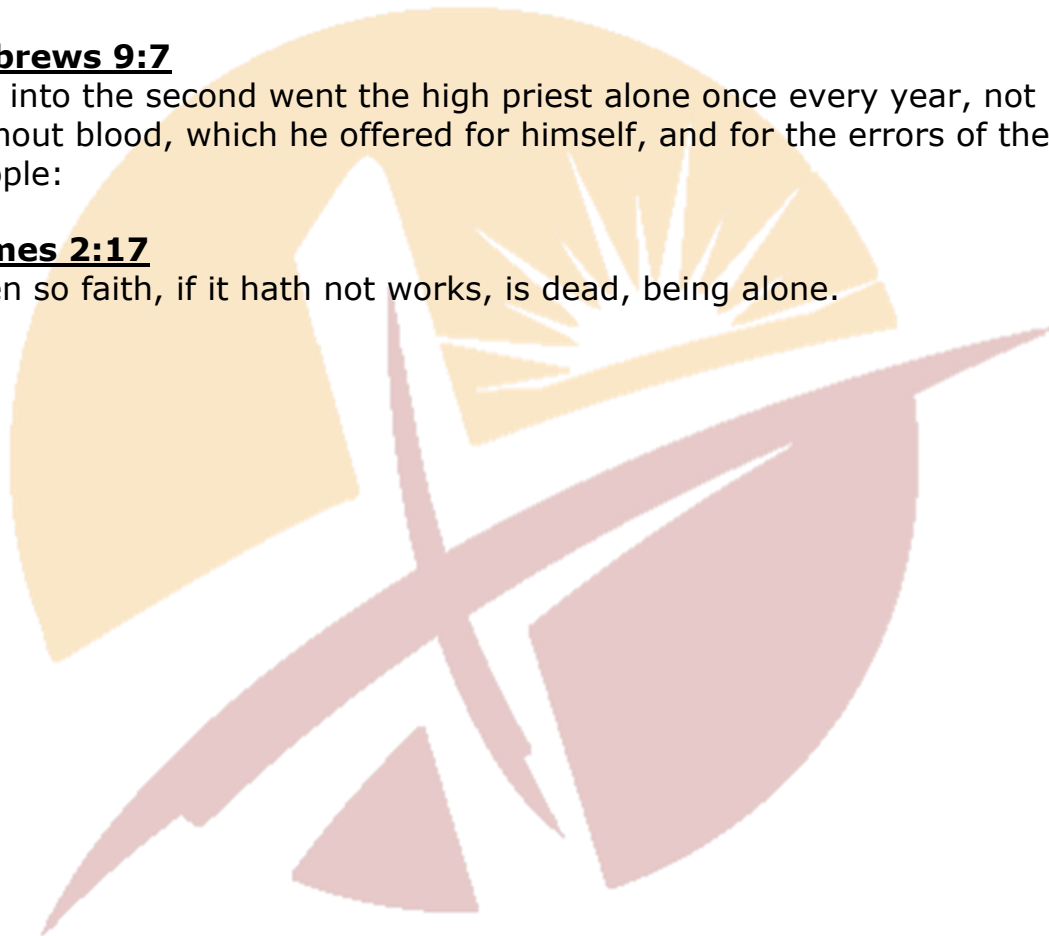 brews 9:7
into the second went the high priest alone once every year, not
hout blood, which he offered for himself, and for the errors of the
ple:
mes 2:17
n so faith, if it hath not works, is dead, being alone.